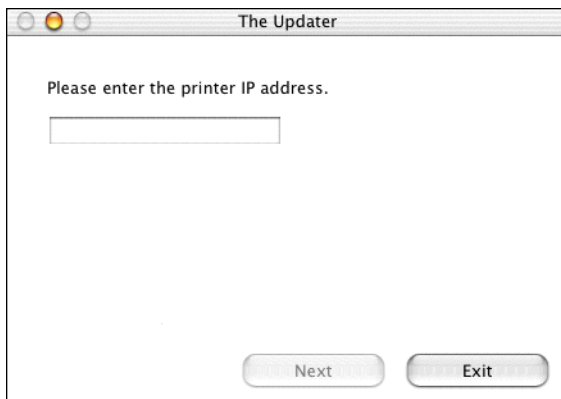 The Updater
Please enter the printer IP address.
Next Exit